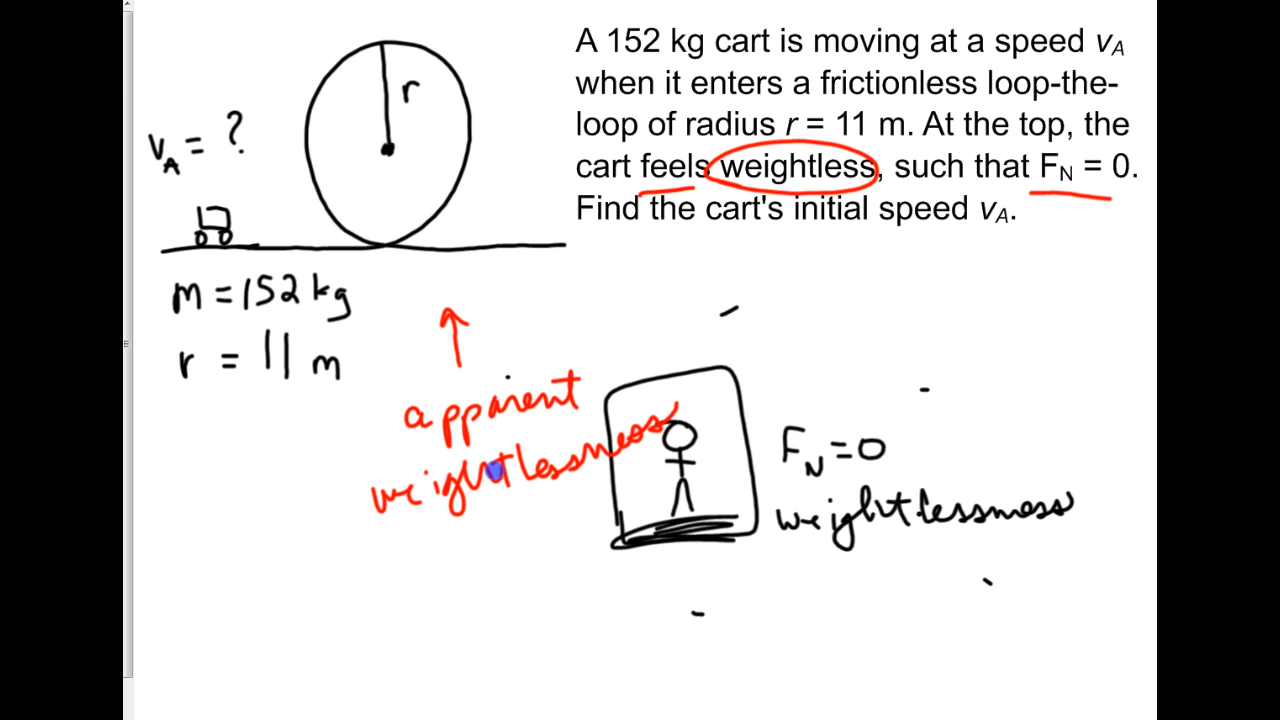 A 152 kg cart is moving at a speed vA
when it enters a frictionless loop-the-
loop of radius r = 11 m. At the top, the
cart feels weightless, such that FN = 0.
Find the cart's initial speed vA.
r
vA = ?
m = 152 kg
r = 11 m
apparent
weightlessness
FN = 0
weightlessness